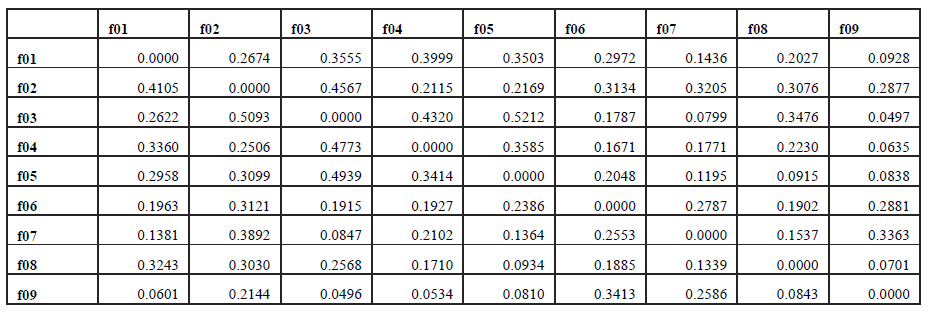 f01 f02 f03 f04 f05 f06 f07 f08 f09
f01 0.0000 0.2674 0.3555 0.3999 0.3503 0.2972 0.1436 0.2027 0.0928
f02 0.4105 0.0000 0.4567 0.2115 0.2169 0.3134 0.3205 0.3076 0.2877
f03 0.2622 0.5093 0.0000 0.4320 0.5212 0.1787 0.0799 0.3476 0.0497
f04 0.3360 0.2506 0.4773 0.0000 0.3585 0.1671 0.1771 0.2230 0.0635
f05 0.2958 0.3099 0.4939 0.3414 0.0000 0.2048 0.1195 0.0915 0.0838
f06 0.1963 0.3121 0.1915 0.1927 0.2386 0.0000 0.2787 0.1902 0.2881
f07 0.1381 0.3892 0.0847 0.2102 0.1364 0.2553 0.0000 0.1537 0.3363
f08 0.3243 0.3030 0.2568 0.1710 0.0934 0.1885 0.1339 0.0000 0.0701
f09 0.0601 0.2144 0.0496 0.0534 0.0810 0.3413 0.2586 0.0843 0.0000